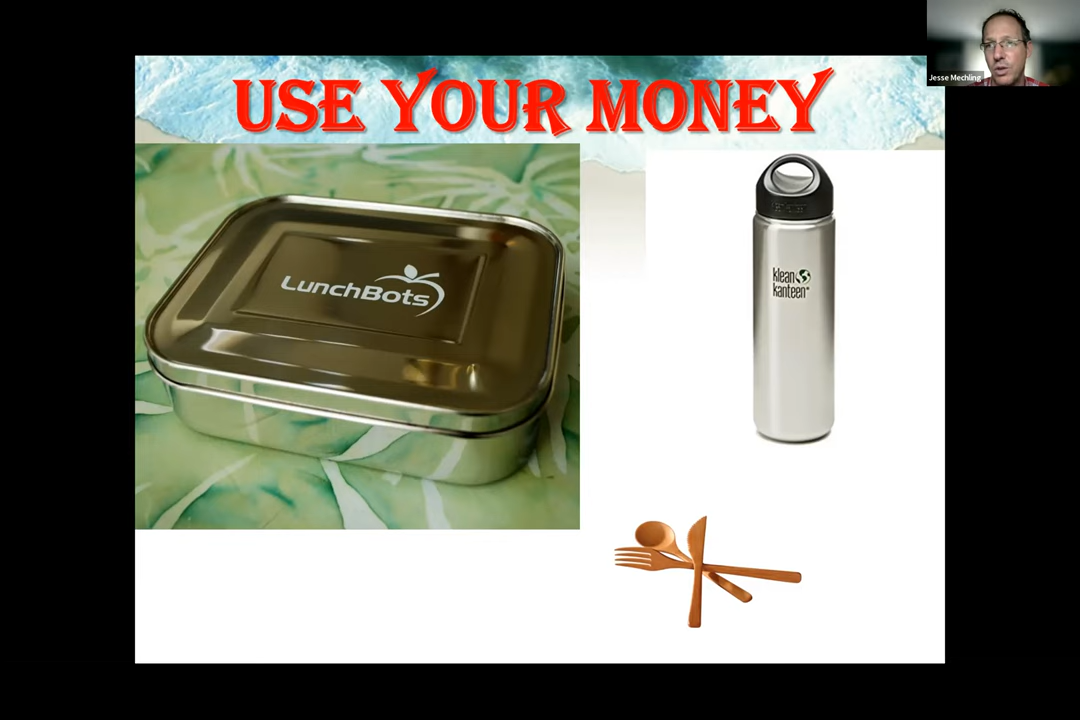 USE YOUR MONEY
Jesse Mechling
LUNCHBOTS
klean
kanteen®